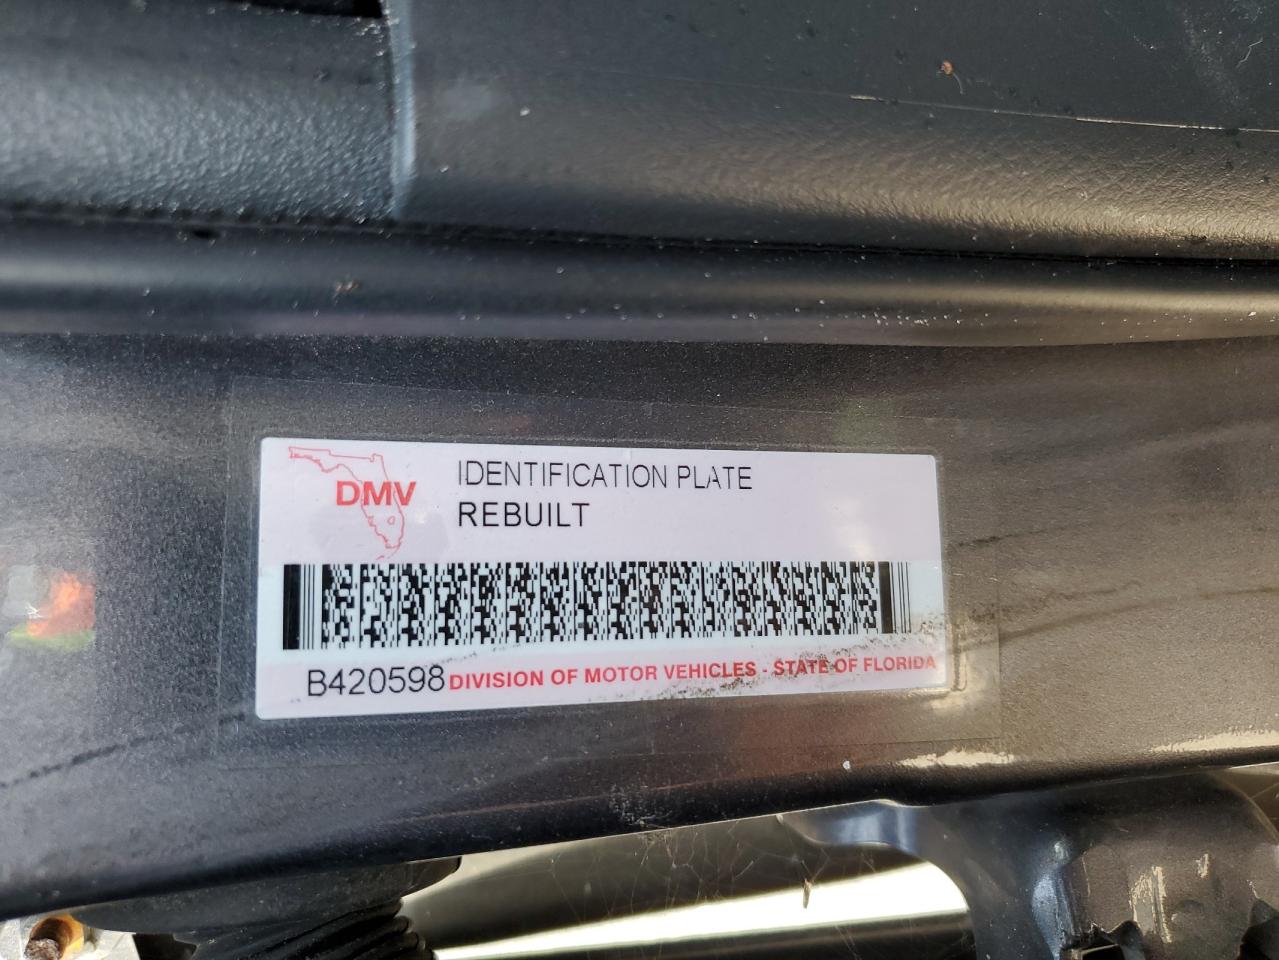 DMV
IDENTIFICATION PLATE
REBUILT
B420598 DIVISION OF MOTOR VEHICLES - STATE OF FLORIDA